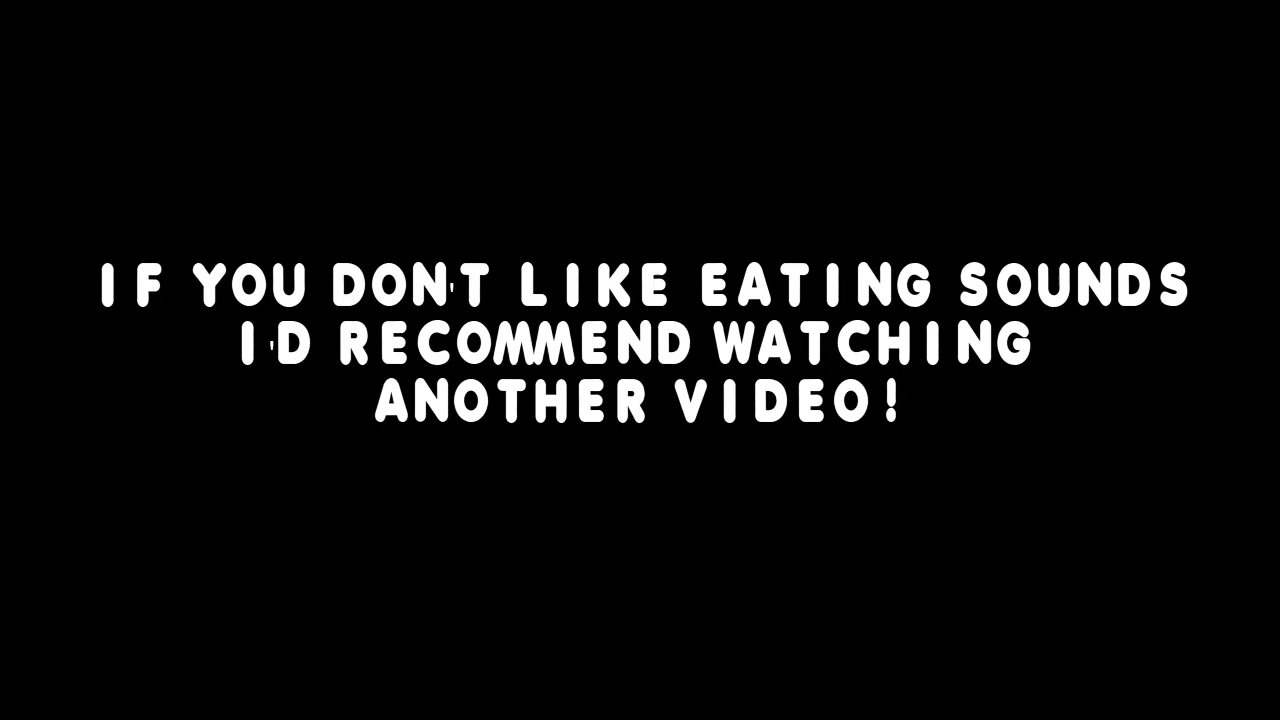 IF YOU DON'T LIKE EATING SOUNDS
I'D RECOMMEND WATCHING
ANOTHER VIDEO!